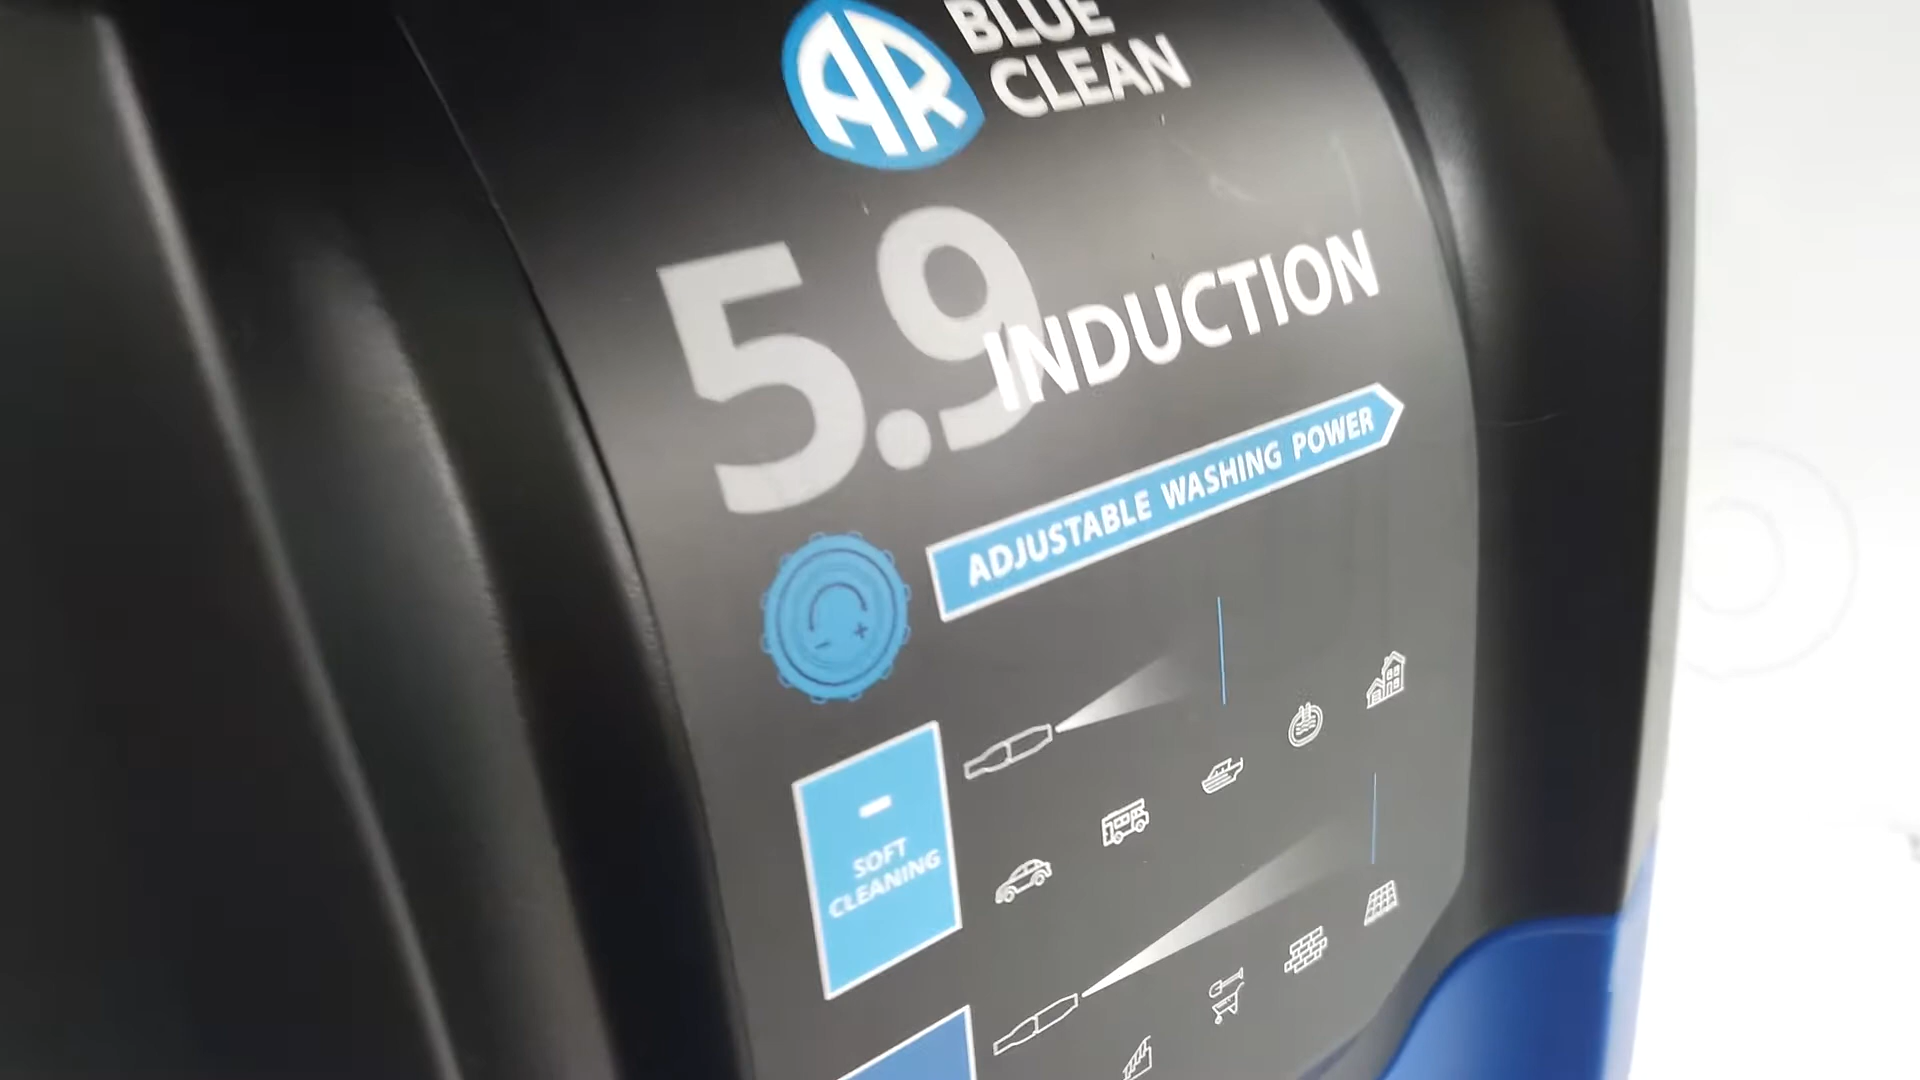 AR
BLUE
CLEAN
5.9
INDUCTION
ADJUSTABLE WASHING POWER
- +
-
SOFT
CLEANING